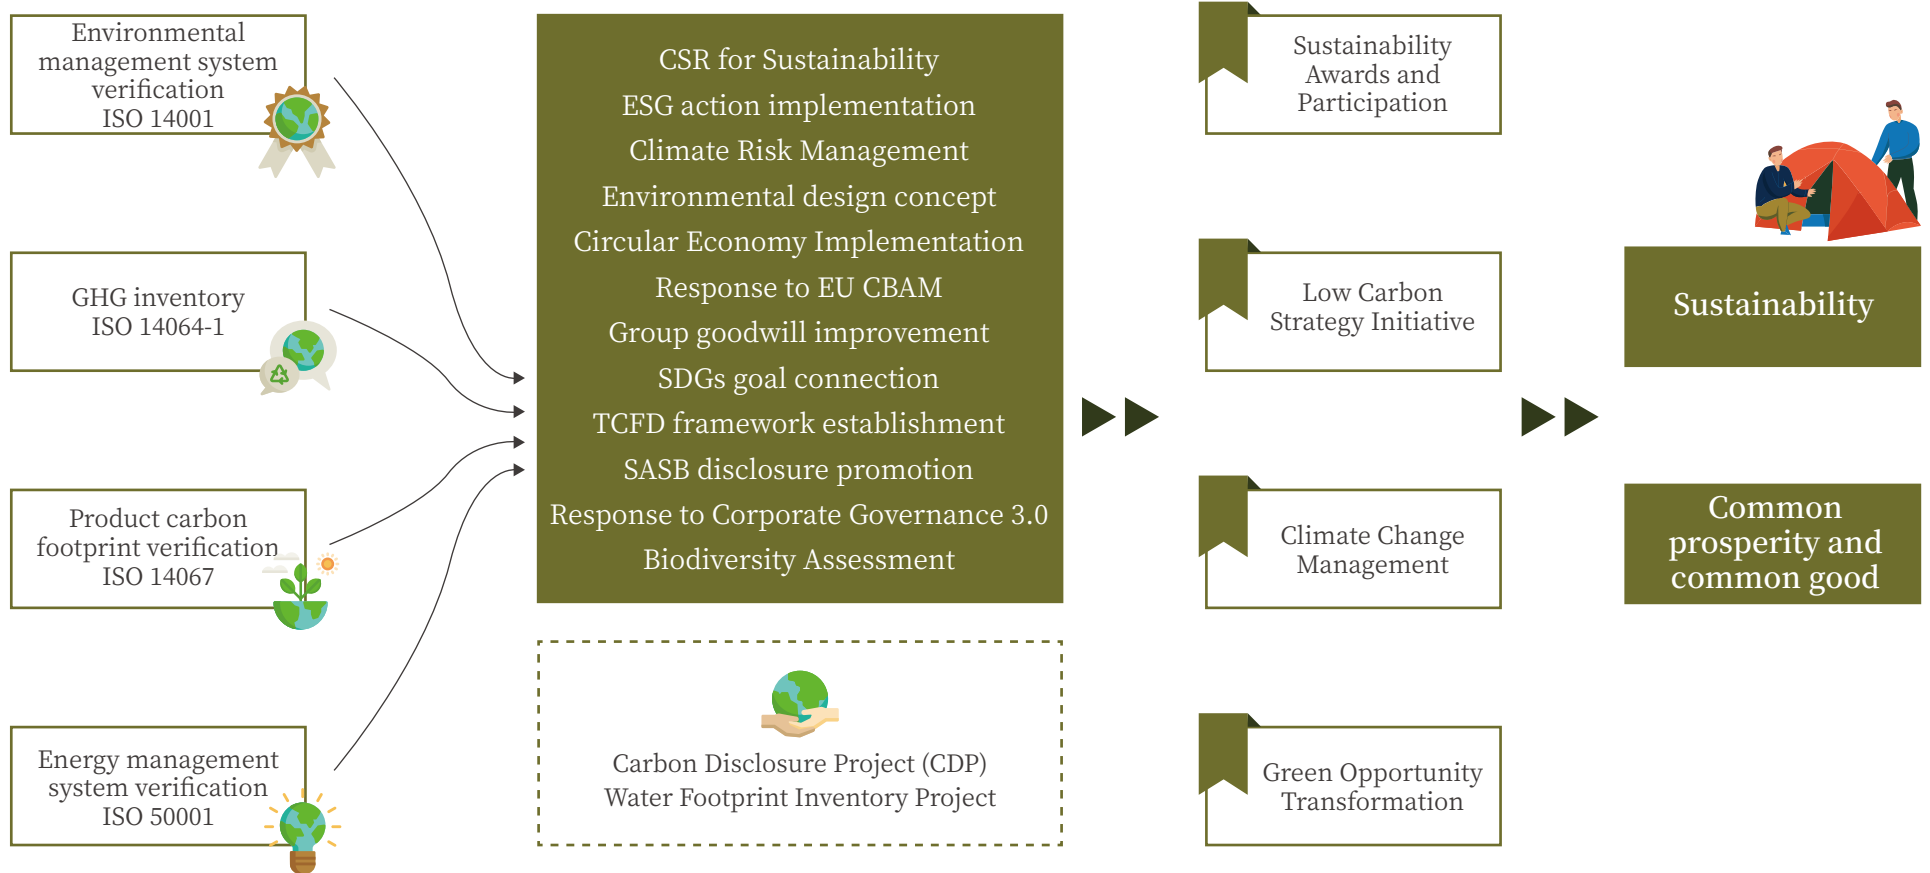 Environmental
management system
verification
ISO 14001
GHG inventory
ISO 14064-1
Product carbon
footprint verification
ISO 14067
Energy management
system verification
ISO 50001
CSR for Sustainability
ESG action implementation
Climate Risk Management
Environmental design concept
Circular Economy Implementation
Response to EU CBAM
Group goodwill improvement
SDGs goal connection
TCFD framework establishment
SASB disclosure promotion
Response to Corporate Governance 3.0
Biodiversity Assessment
Carbon Disclosure Project (CDP)
Water Footprint Inventory Project
Sustainability
Awards and
Participation
Low Carbon
Strategy Initiative
Climate Change
Management
Green Opportunity
Transformation
Sustainability
Common
prosperity and
common good